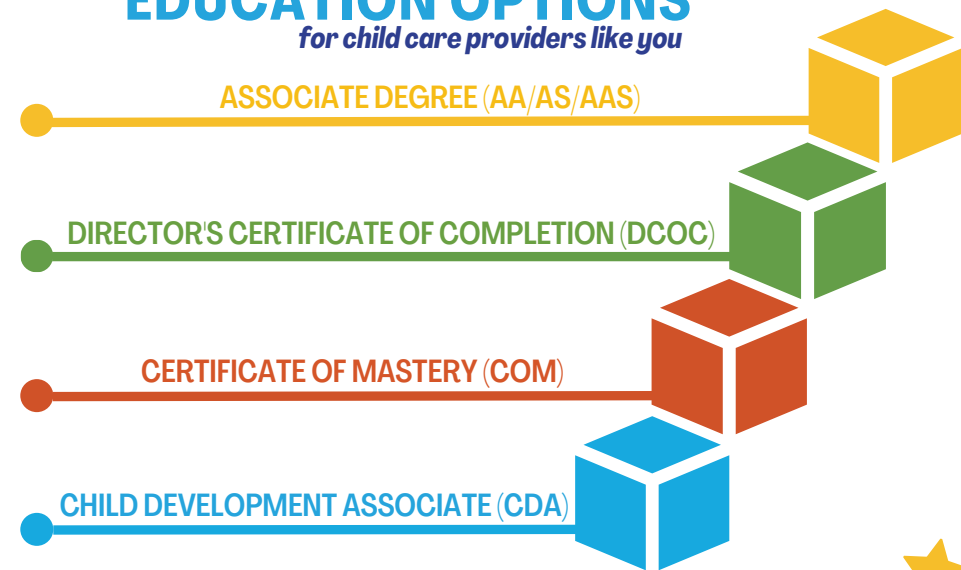 EDUCATION OPTIONS
for child care providers like you
ASSOCIATE DEGREE (AA/AS/AAS)
DIRECTOR'S CERTIFICATE OF COMPLETION (DCOC)
CERTIFICATE OF MASTERY (COM)
CHILD DEVELOPMENT ASSOCIATE (CDA)